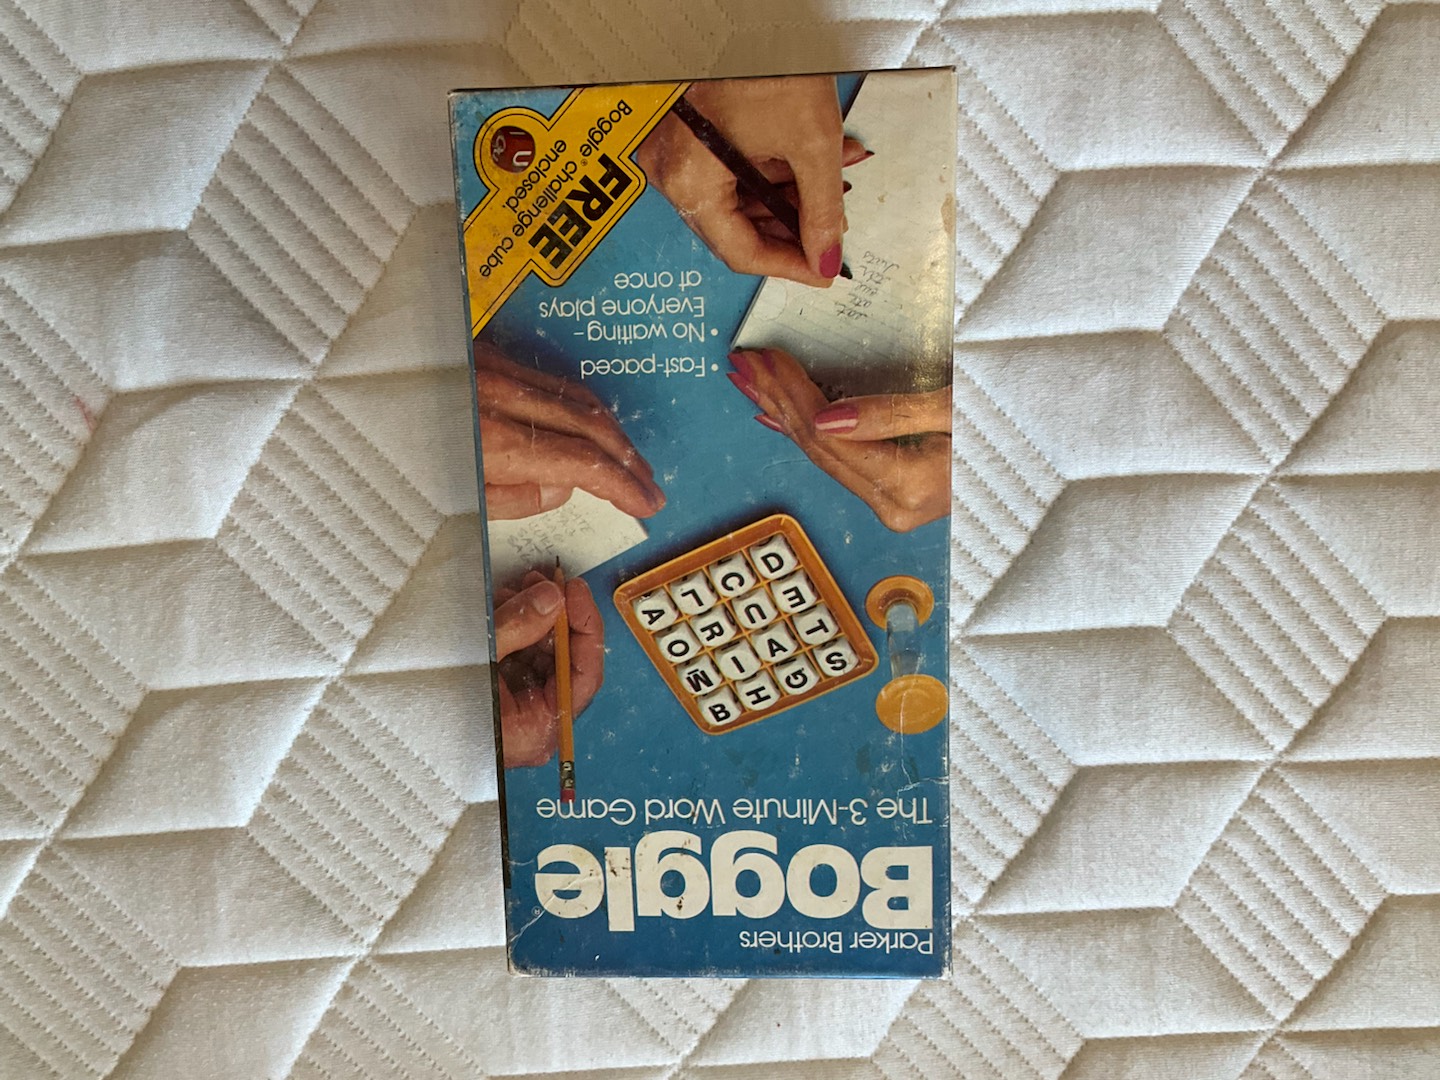 Parker Brothers
Boggle®
The 3-Minute Word Game
S G H B
T A I M
E U R O
D C L A
• Fast-paced
• No waiting–
Everyone plays
at once
FREE
Boggle® challenge cube
enclosed.
U
Qu